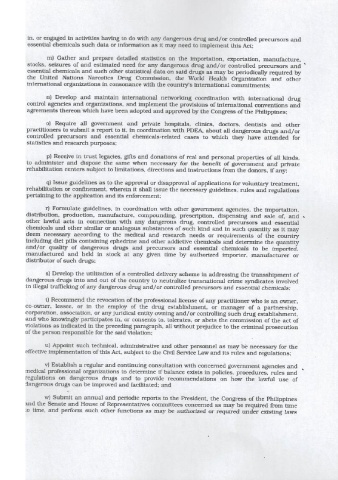 in, or engaged in activities having to do with any dangerous drug and/or controlled precursors and
essential chemicals such data or information as it may need to implement this Act;
m) Gather and prepare detailed statistics on the importation, exportation, manufacture,
stocks, seizures of and estimated need for any dangerous drug and/or controlled precursors and
essential chemicals and such other statistical data on said drugs as may be periodically required by
the United Nations Narcotics Drug Commission, the World Health Organization and other
international organizations in consonance with the country's international commitments;
n) Develop and maintain international networking coordination with international drug
control agencies and organizations, and implement the provisions of international conventions and
agreements thereon which have been adopted and approved by the Congress of the Philippines;
o) Require all government and private hospitals, clinics, doctors, dentists and other
practitioners to submit a report to it, in coordination with PDEA, about all dangerous drugs and/or
controlled precursors and essential chemicals-related cases to which they have attended for
statistics and research purposes;
p) Receive in trust legacies, gifts and donations of real and personal properties of all kinds,
to administer and dispose the same when necessary for the benefit of government and private
rehabilitation centers subject to limitations, directions and instructions from the donors, if any;
q) Issue guidelines as to the approval or disapproval of applications for voluntary treatment,
rehabilitation or confinement, wherein it shall issue the necessary guidelines, rules and regulations
pertaining to the application and its enforcement;
r) Formulate guidelines, in coordination with other government agencies, the importation,
distribution, production, manufacture, compounding, prescription, dispensing and sale of, and
other lawful acts in connection with any dangerous drug, controlled precursors and essential
chemicals and other similar or analogous substances of such kind and in such quantity as it may
deem necessary according to the medical and research needs or requirements of the country
including diet pills containing ephedrine and other addictive chemicals and determine the quantity
and/or quality of dangerous drugs and precursors and essential chemicals to be imported,
manufactured and held in stock at any given time by authorized importer, manufacturer or
distributor of such drugs;
s) Develop the utilization of a controlled delivery scheme in addressing the transshipment of
dangerous drugs into and out of the country to neutralize transnational crime syndicates involved
in illegal trafficking of any dangerous drug and/or controlled precursors and essential chemicals;
t) Recommend the revocation of the professional license of any practitioner who is an owner,
co-owner, lessee, or in the employ of the drug establishment, or manager of a partnership,
corporation, association, or any juridical entity owning and/or controlling such drug establishment,
and who knowingly participates in, or consents to, tolerates, or abets the commission of the act of
violations as indicated in the preceding paragraph, all without prejudice to the criminal prosecution
of the person responsible for the said violation;
u) Appoint such technical, administrative and other personnel as may be necessary for the
effective implementation of this Act, subject to the Civil Service Law and its rules and regulations;
v) Establish a regular and continuing consultation with concerned government agencies and
medical professional organizations to determine if balance exists in policies, procedures, rules and
regulations on dangerous drugs and to provide recommendations on how the lawful use of
dangerous drugs can be improved and facilitated; and
w) Submit an annual and periodic reports to the President, the Congress of the Philippines
and the Senate and House of Representatives committees concerned as may be required from time
to time, and perform such other functions as may be authorized or required under existing laws